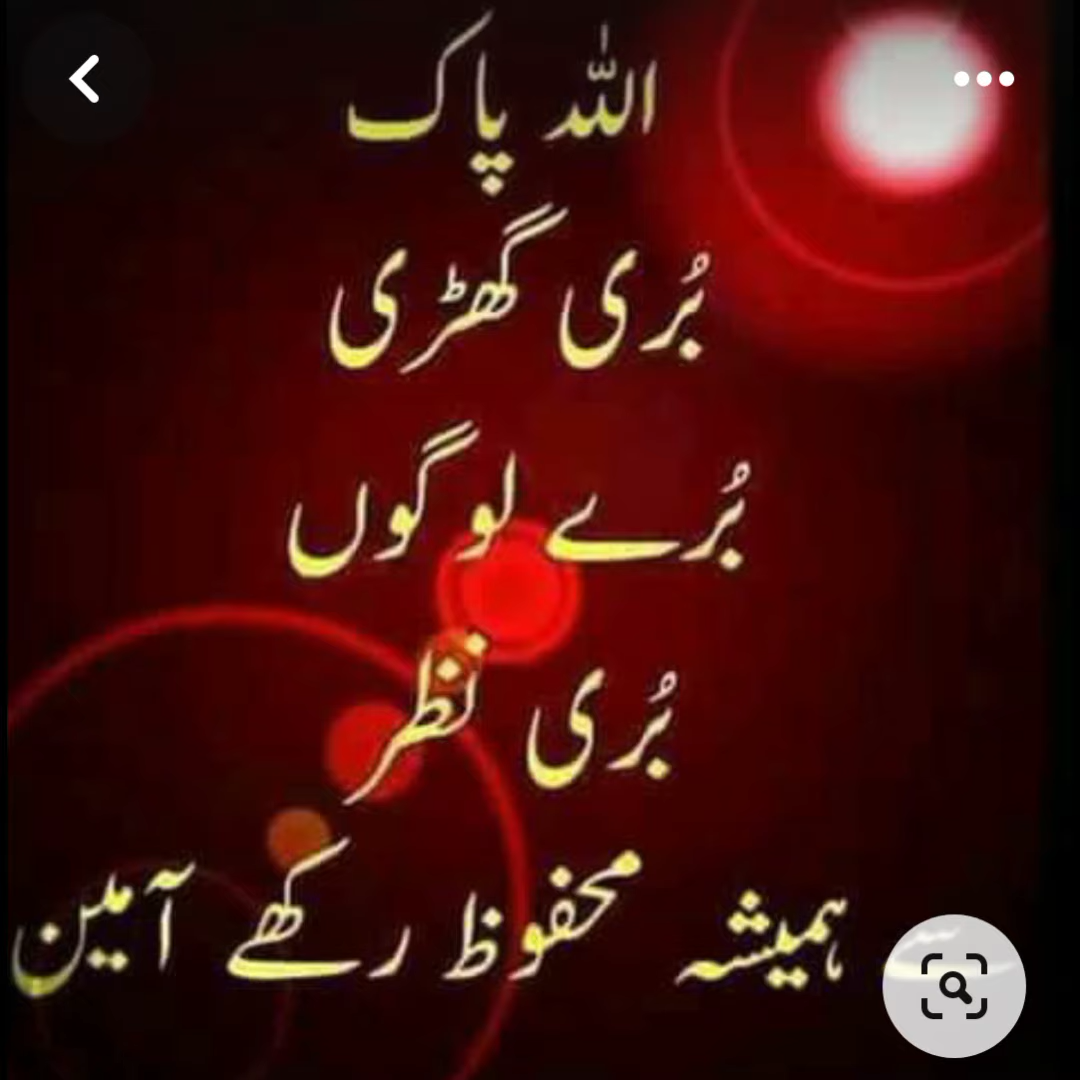 اللہ پاک
بُری گھڑی
بُرے لوگوں
بُری نظر
ہمیشہ محفوظ رکھے آمین